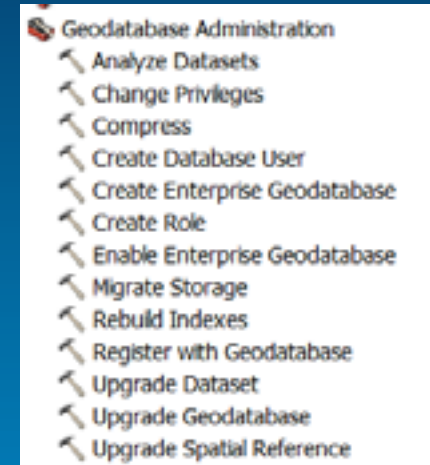 Geodatabase Administration
Analyze Datasets
Change Privileges
Compress
Create Database User
Create Enterprise Geodatabase
Create Role
Enable Enterprise Geodatabase
Migrate Storage
Rebuild Indexes
Register with Geodatabase
Upgrade Dataset
Upgrade Geodatabase
Upgrade Spatial Reference